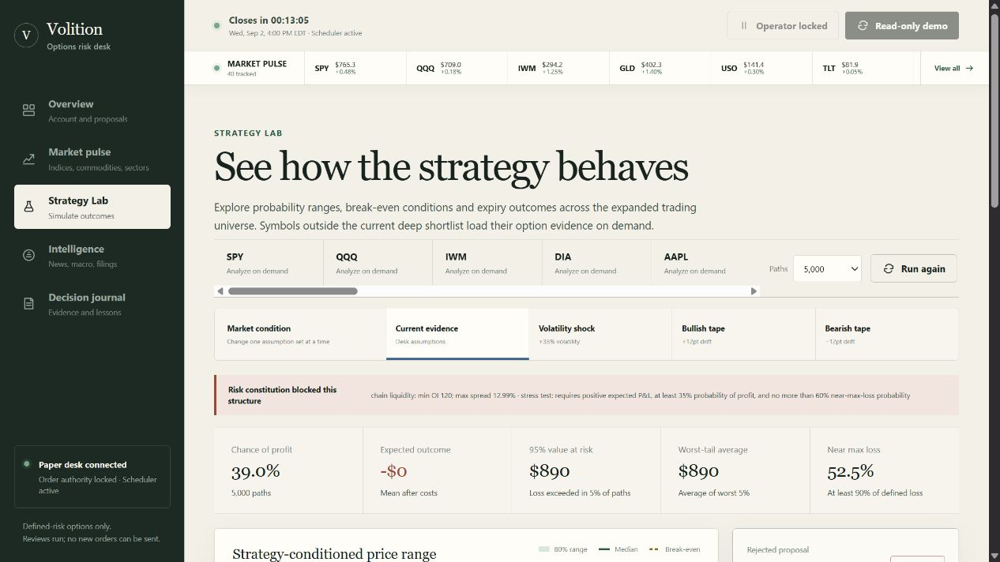 V
Volition
Options risk desk
Overview
Account and proposals
Market pulse
Indices, commodities, sectors
Strategy Lab
Simulate outcomes
Intelligence
News, macro, filings
Decision journal
Evidence and lessons
Paper desk connected
Order authority locked · Scheduler
active
Defined-risk options only.
Reviews run; no new orders can be sent.
Closes in 00:13:05
Wed, Sep 2, 4:00 PM EDT · Scheduler active
Operator locked
Read-only demo
MARKET PULSE
40 tracked
SPY $765.3 +0.48%
QQQ $709.0 +0.18%
IWM $294.2 +1.25%
GLD $402.3 +1.40%
USO $141.4 +0.30%
TLT $81.9 +0.05%
View all →
STRATEGY LAB
See how the strategy behaves
Explore probability ranges, break-even conditions and expiry outcomes across the expanded trading
universe. Symbols outside the current deep shortlist load their option evidence on demand.
SPY
Analyze on demand
QQQ
Analyze on demand
IWM
Analyze on demand
DIA
Analyze on demand
AAPL
Analyze on demand
Paths
5,000
Run again
Market condition
Change one assumption set at a time
Current evidence
Desk assumptions
Volatility shock
+35% volatility
Bullish tape
+12pt drift
Bearish tape
−12pt drift
Risk constitution blocked this
structure
chain liquidity: min OI 120; max spread 12.99% · stress test: requires positive expected P&L, at least 35% probability of profit, and no more than 60% near-max-loss probability
Chance of profit
39.0%
5,000 paths
Expected outcome
-$0
Mean after costs
95% value at risk
$890
Loss exceeded in 5% of paths
Worst-tail average
$890
Average of worst 5%
Near max loss
52.5%
At least 90% of defined loss
Strategy-conditioned price range
80% range
Median
Break-even
Rejected proposal